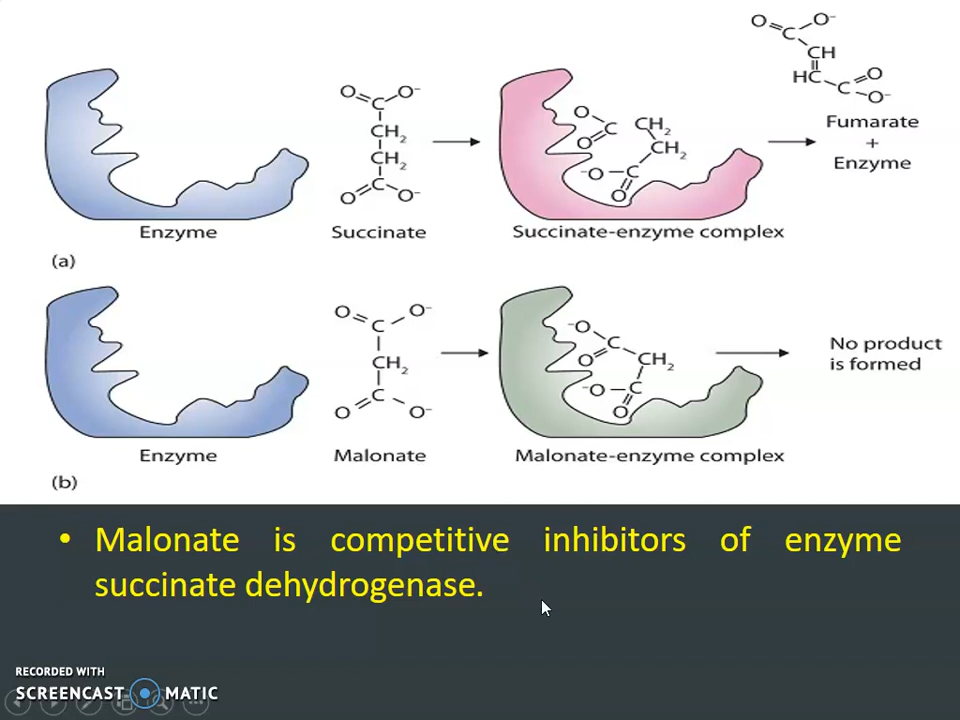 O O⁻
C
CH
HC O
C
O⁻
Fumarate
+
Enzyme
O O⁻
C
CH₂
CH₂
C
O O⁻
O
C CH₂
O CH₂
⁻O C
O
Enzyme Succinate Succinate-enzyme complex
(a)
O O⁻
C
CH₂
C
O O⁻
⁻O
C
O CH₂
⁻O C
O
No product
is formed
Enzyme Malonate Malonate-enzyme complex
(b)
• Malonate is competitive inhibitors of enzyme
succinate dehydrogenase.
RECORDED WITH
SCREENCAST MATIC